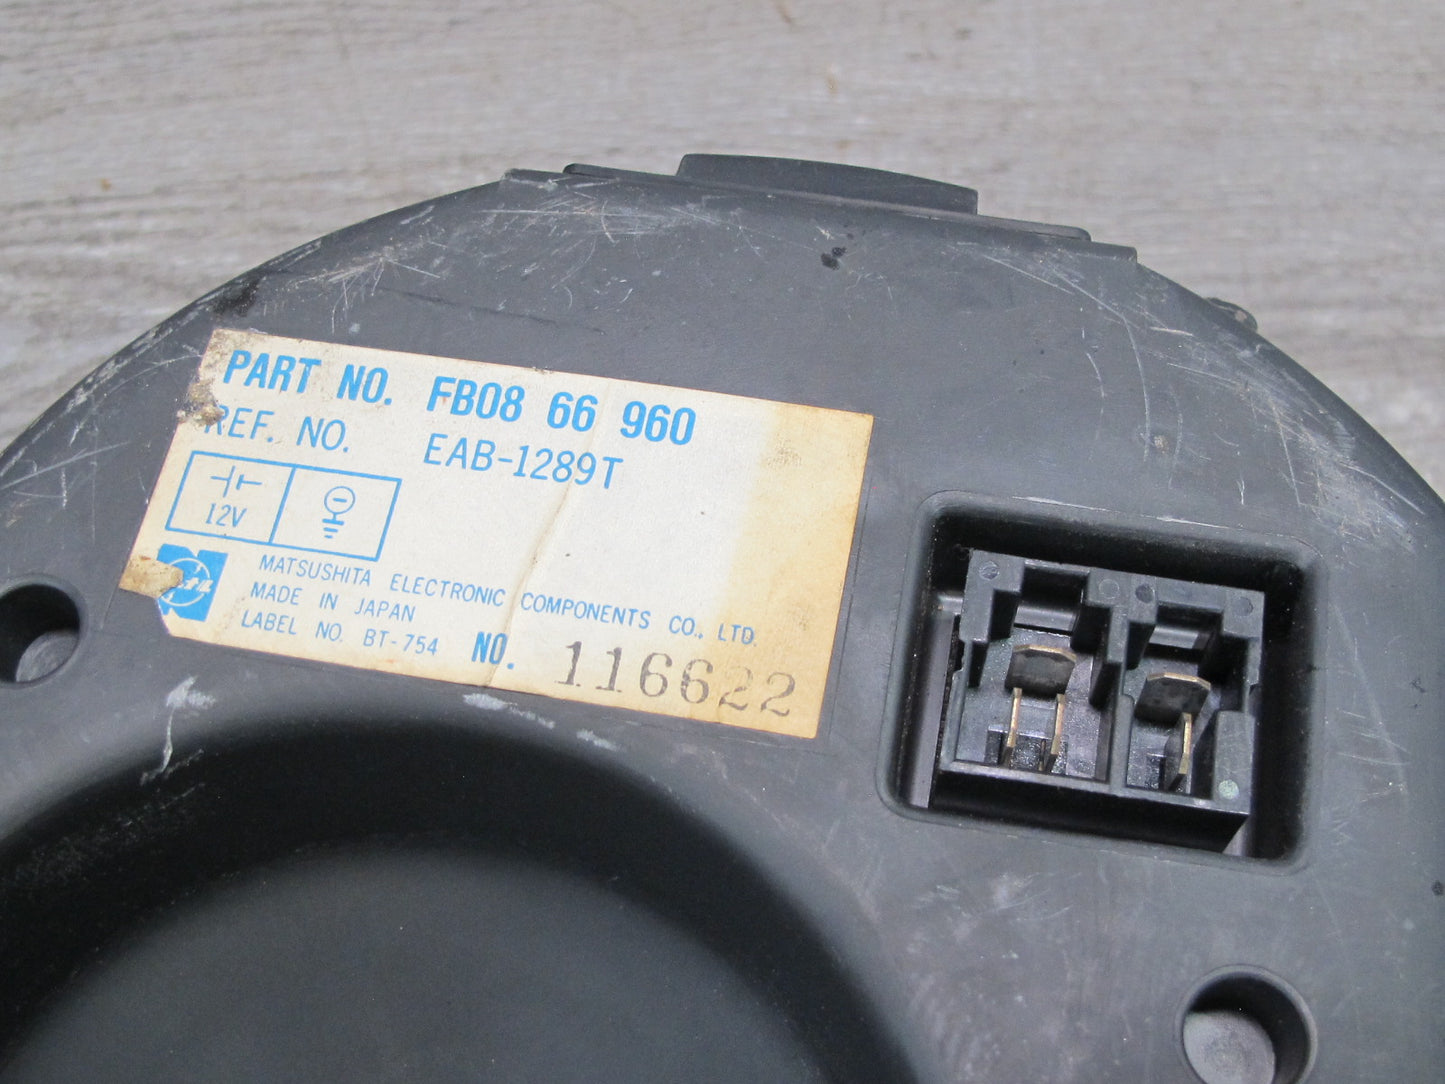 PART NO. FB08 66 960
REF. NO. EAB-1289T
12V
MATSUSHITA ELECTRONIC COMPONENTS CO., LTD.
MADE IN JAPAN
LABEL NO. BT-754 NO. 116622